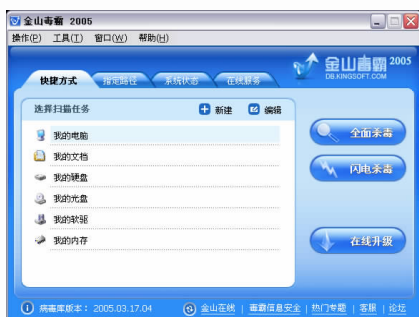 金山毒霸 2005
操作(P) 工具(T) 窗口(W) 帮助(H)
金山毒霸 2005
DB.KINGSOFT.COM
快捷方式 指定路径 系统状态 在线服务
选择扫描任务 新建 编辑
我的电脑
我的文档
我的硬盘
我的光盘
我的软驱
我的内存
全面杀毒
闪电杀毒
在线升级
病毒库版本: 2005.03.17.04 金山在线 | 毒霸信息安全 | 热门专题 | 客服 | 论坛